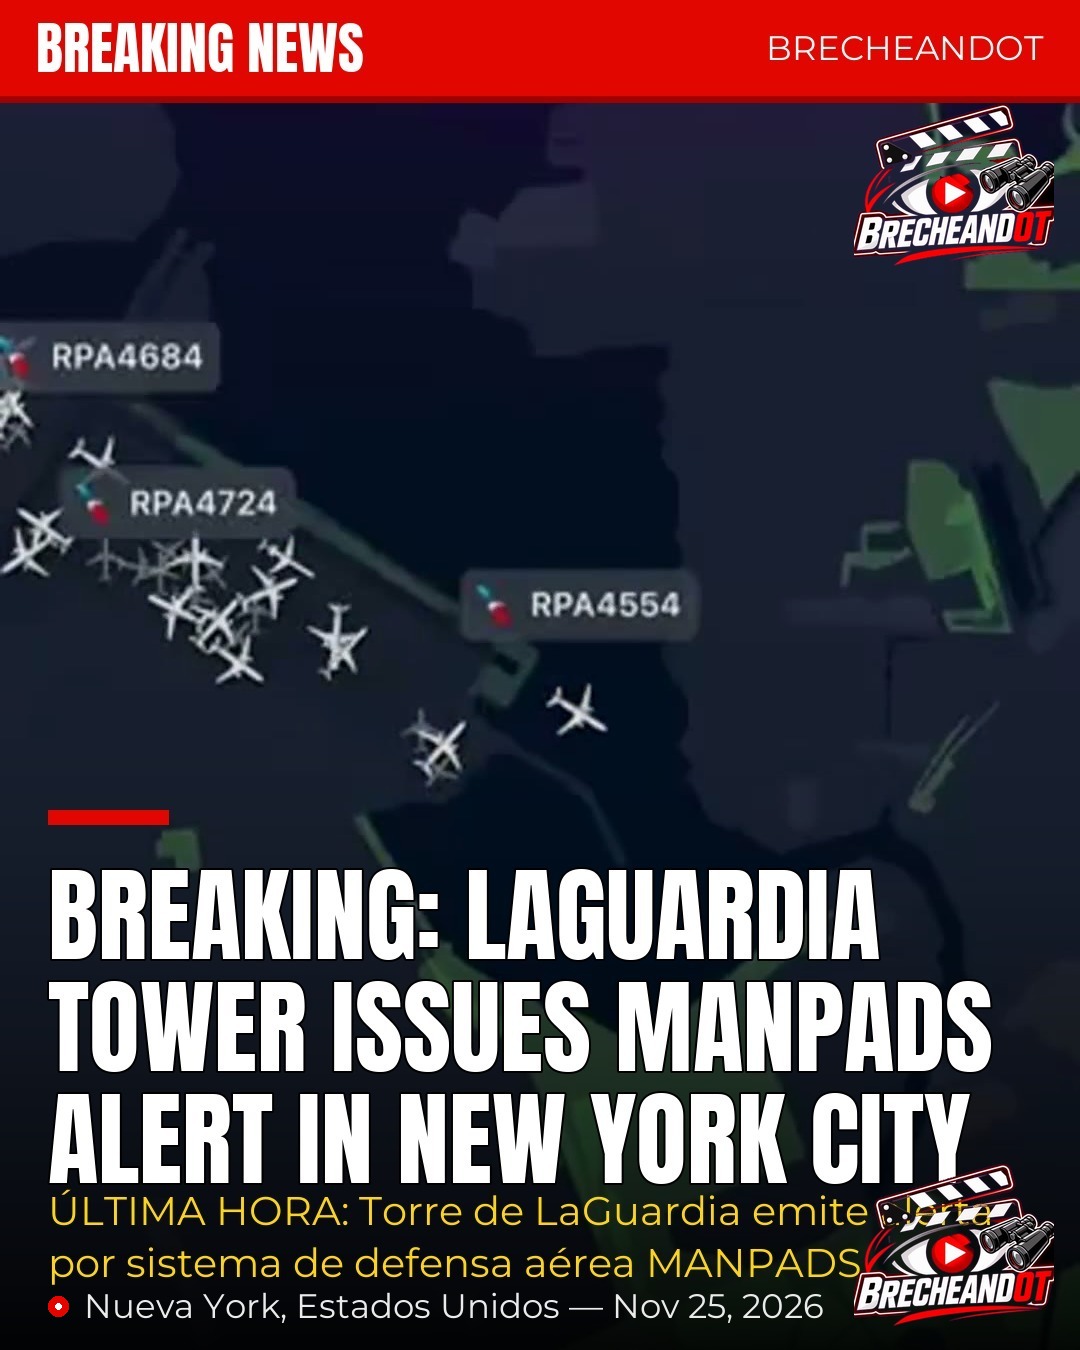 BREAKING NEWS
BRECHEANDOT
BRECHEANDOT
RPA4684
RPA4724
RPA4554
BREAKING: LAGUARDIA
TOWER ISSUES MANPADS
ALERT IN NEW YORK CITY
ÚLTIMA HORA: Torre de LaGuardia emite alerta
por sistema de defensa aérea MANPADS
Nueva York, Estados Unidos — Nov 25, 2026
BRECHEANDOT